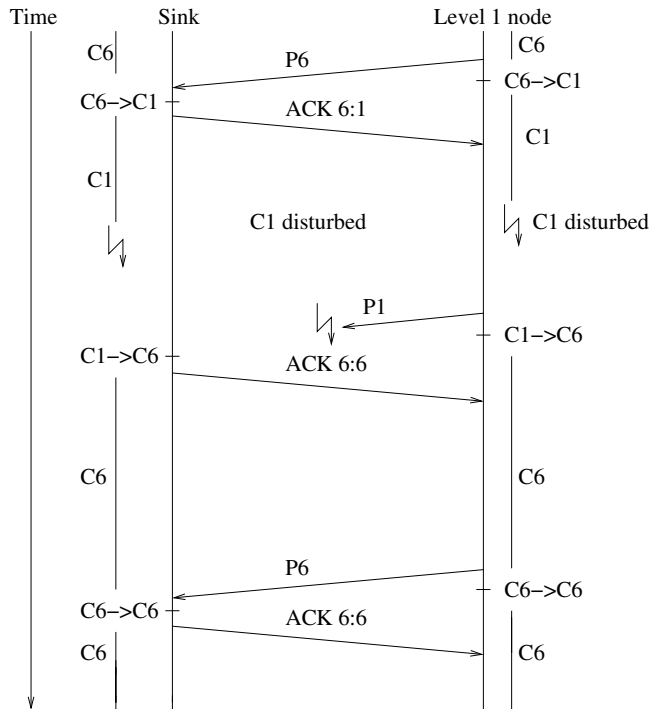 Time Sink Level 1 node
C6 P6 C6
C6->C1 C6->C1
ACK 6:1
C1 C1
C1 disturbed C1 disturbed
P1
C1->C6 C1->C6
ACK 6:6
C6 C6
P6
C6->C6 C6->C6
ACK 6:6
C6 C6